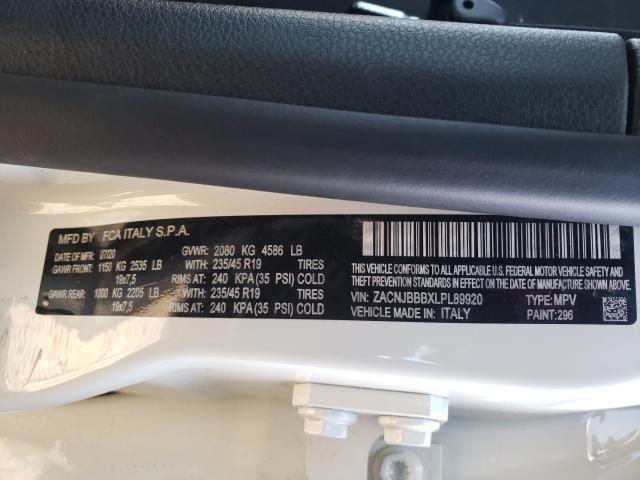 MFD BY FCA ITALY S.P.A.
DATE OF MFR: 07/20 GVWR: 2080 KG 4586 LB
GAWR FRONT: 1150 KG 2535 LB WITH: 235/45 R19 TIRES
19x7,5 RIMS AT: 240 KPA (35 PSI) COLD
GAWR REAR: 1000 KG 2205 LB WITH: 235/45 R19 TIRES
19x7,5 RIMS AT: 240 KPA (35 PSI) COLD
THIS VEHICLE CONFORMS TO ALL APPLICABLE U.S. FEDERAL MOTOR VEHICLE SAFETY AND
THEFT PREVENTION STANDARDS IN EFFECT ON THE DATE OF MANUFACTURE SHOWN ABOVE.
VIN: ZACNJBBBXLPL89920 TYPE: MPV
VEHICLE MADE IN: ITALY PAINT: 296